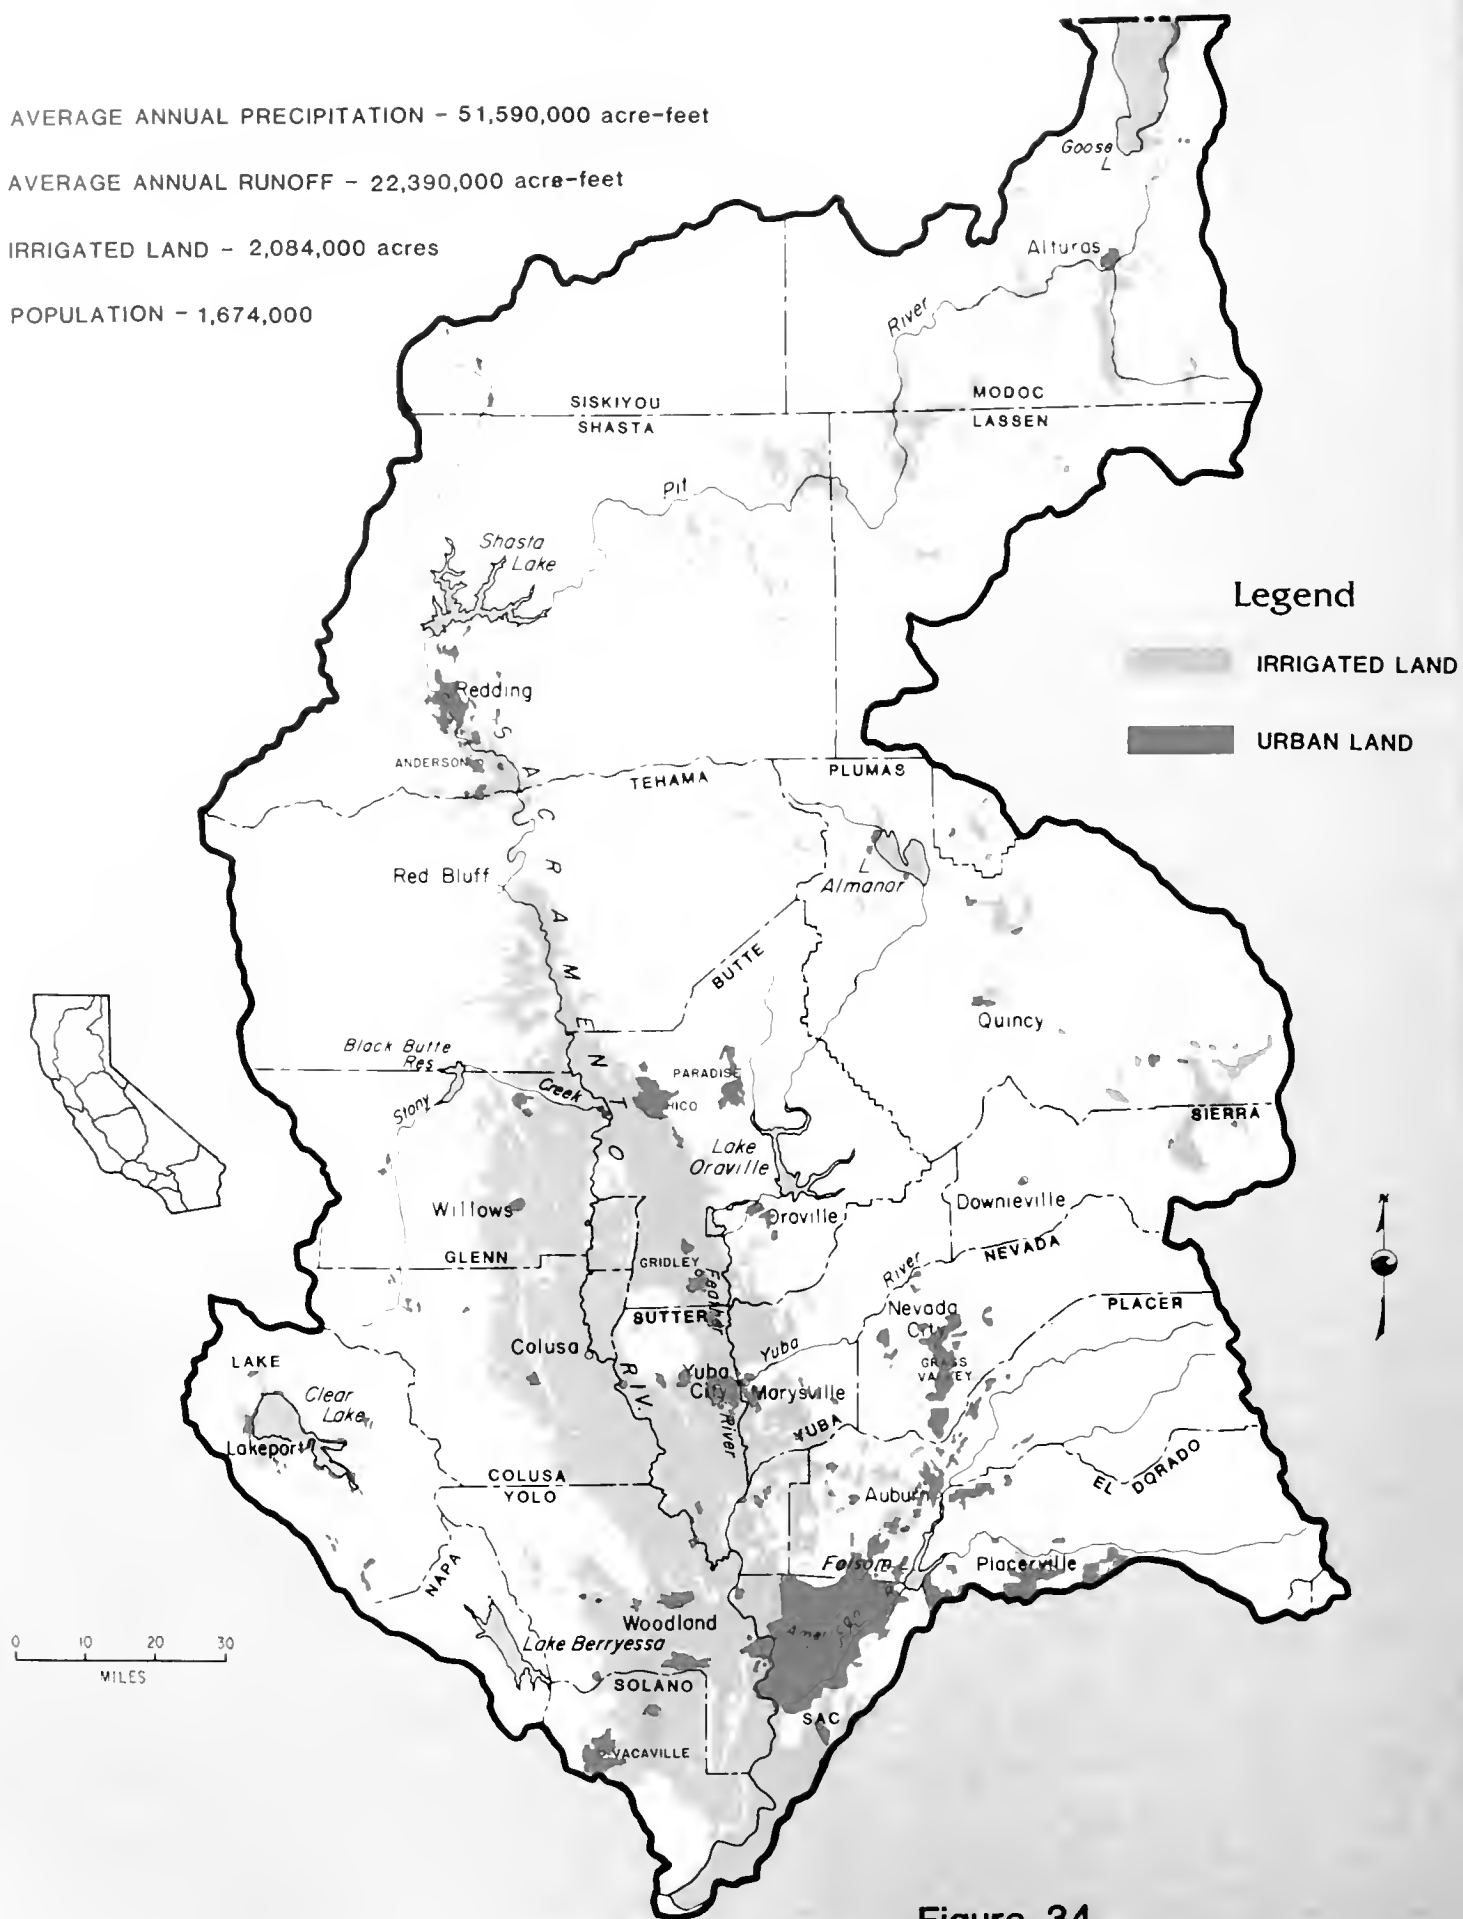 AVERAGE ANNUAL PRECIPITATION - 51,590,000 acre-feet
AVERAGE ANNUAL RUNOFF - 22,390,000 acre-feet
IRRIGATED LAND - 2,084,000 acres
POPULATION - 1,674,000
Goose
L
Alturas
River
SISKIYOU
MODOC
SHASTA
LASSEN
Pit
Shasta
Lake
Legend
IRRIGATED LAND
URBAN LAND
Redding
ANDERSON
TEHAMA
PLUMAS
SACRAMENTO
RIV.
Red Bluff
L
Almanor
BUTTE
Quincy
Black Butte
Res
Stony
Creek
PARADISE
HICO
SIERRA
Lake
Oroville
Willows
Oroville
Downieville
GLENN
GRIDLEY
Feather
River
River
NEVADA
SUTTER
Nevada
City
PLACER
Colusa
Yuba
LAKE
Yuba
City
Marysville
GRASS
VALLEY
Clear
Lake
Lakeport
YUBA
COLUSA
YOLO
Auburn
EL DORADO
NAPA
Folsom L
Placerville
Woodland
American
R
Lake Berryessa
SOLANO
SAC
VACAVILLE
0 10 20 30
MILES
N
Figure 34